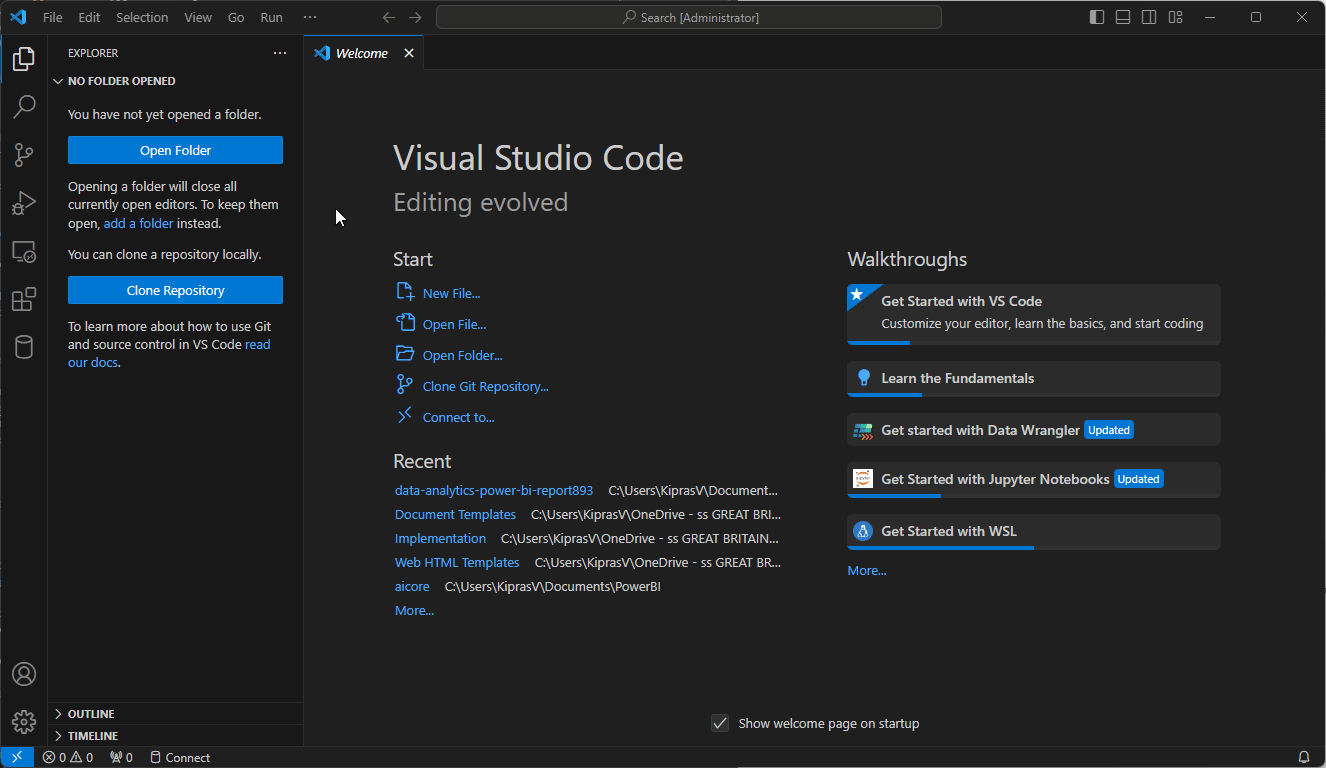 File Edit Selection View Go Run ···
Search [Administrator]
EXPLORER ···
Welcome
NO FOLDER OPENED
You have not yet opened a folder.
Open Folder
Opening a folder will close all
currently open editors. To keep them
open, add a folder instead.
You can clone a repository locally.
Clone Repository
To learn more about how to use Git
and source control in VS Code read
our docs.
OUTLINE
TIMELINE
Visual Studio Code
Editing evolved
Start
New File...
Open File...
Open Folder...
Clone Git Repository...
Connect to...
Recent
data-analytics-power-bi-report893 C:\Users\KiprasV\Document...
Document Templates C:\Users\KiprasV\OneDrive - ss GREAT BRI...
Implementation C:\Users\KiprasV\OneDrive - ss GREAT BRITAIN...
Web HTML Templates C:\Users\KiprasV\OneDrive - ss GREAT BR...
aicore C:\Users\KiprasV\Documents\PowerBI
More...
Walkthroughs
Get Started with VS Code
Customize your editor, learn the basics, and start coding
Learn the Fundamentals
Get started with Data Wrangler Updated
Get Started with Jupyter Notebooks Updated
Get Started with WSL
More...
Show welcome page on startup
0 0 0 Connect